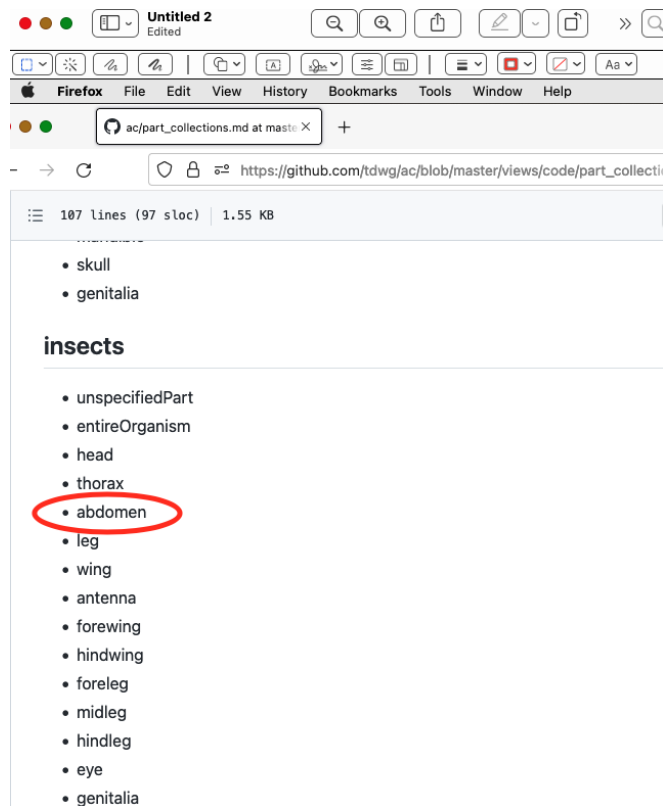 Untitled 2
Edited
Aa
Firefox File Edit View History Bookmarks Tools Window Help
ac/part_collections.md at maste
https://github.com/tdwg/ac/blob/master/views/code/part_collecti
107 lines (97 sloc) 1.55 KB
skull
genitalia
insects
unspecifiedPart
entireOrganism
head
thorax
abdomen
leg
wing
antenna
forewing
hindwing
foreleg
midleg
hindleg
eye
genitalia